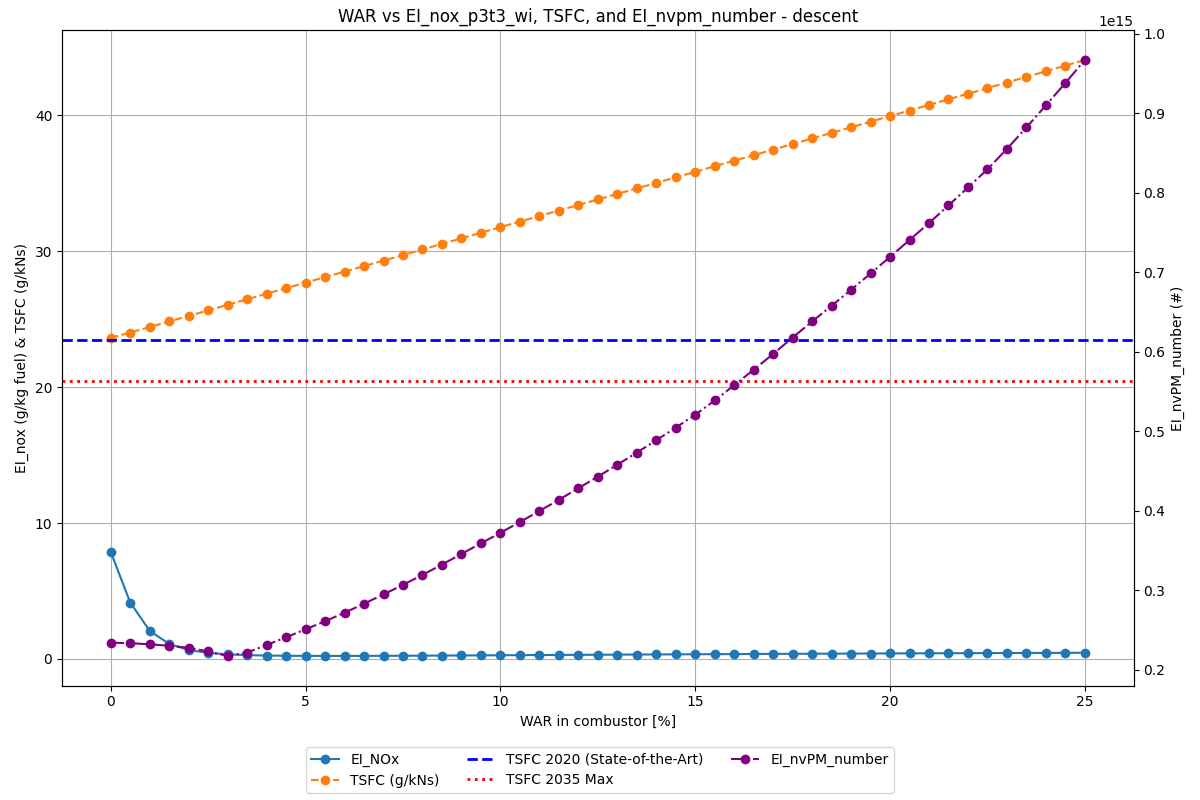 WAR vs EI_nox_p3t3_wi, TSFC, and EI_nvpm_number - descent
1e15
EI_nox (g/kg fuel) & TSFC (g/kNs)
40
30
20
10
0
1.0
0.9
0.8
0.7
0.6
0.5
0.4
0.3
0.2
EI_nvPM_number (#)
0 5 10 15 20 25
WAR in combustor [%]
EI_NOx
TSFC (g/kNs)
TSFC 2020 (State-of-the-Art)
TSFC 2035 Max
EI_nvPM_number